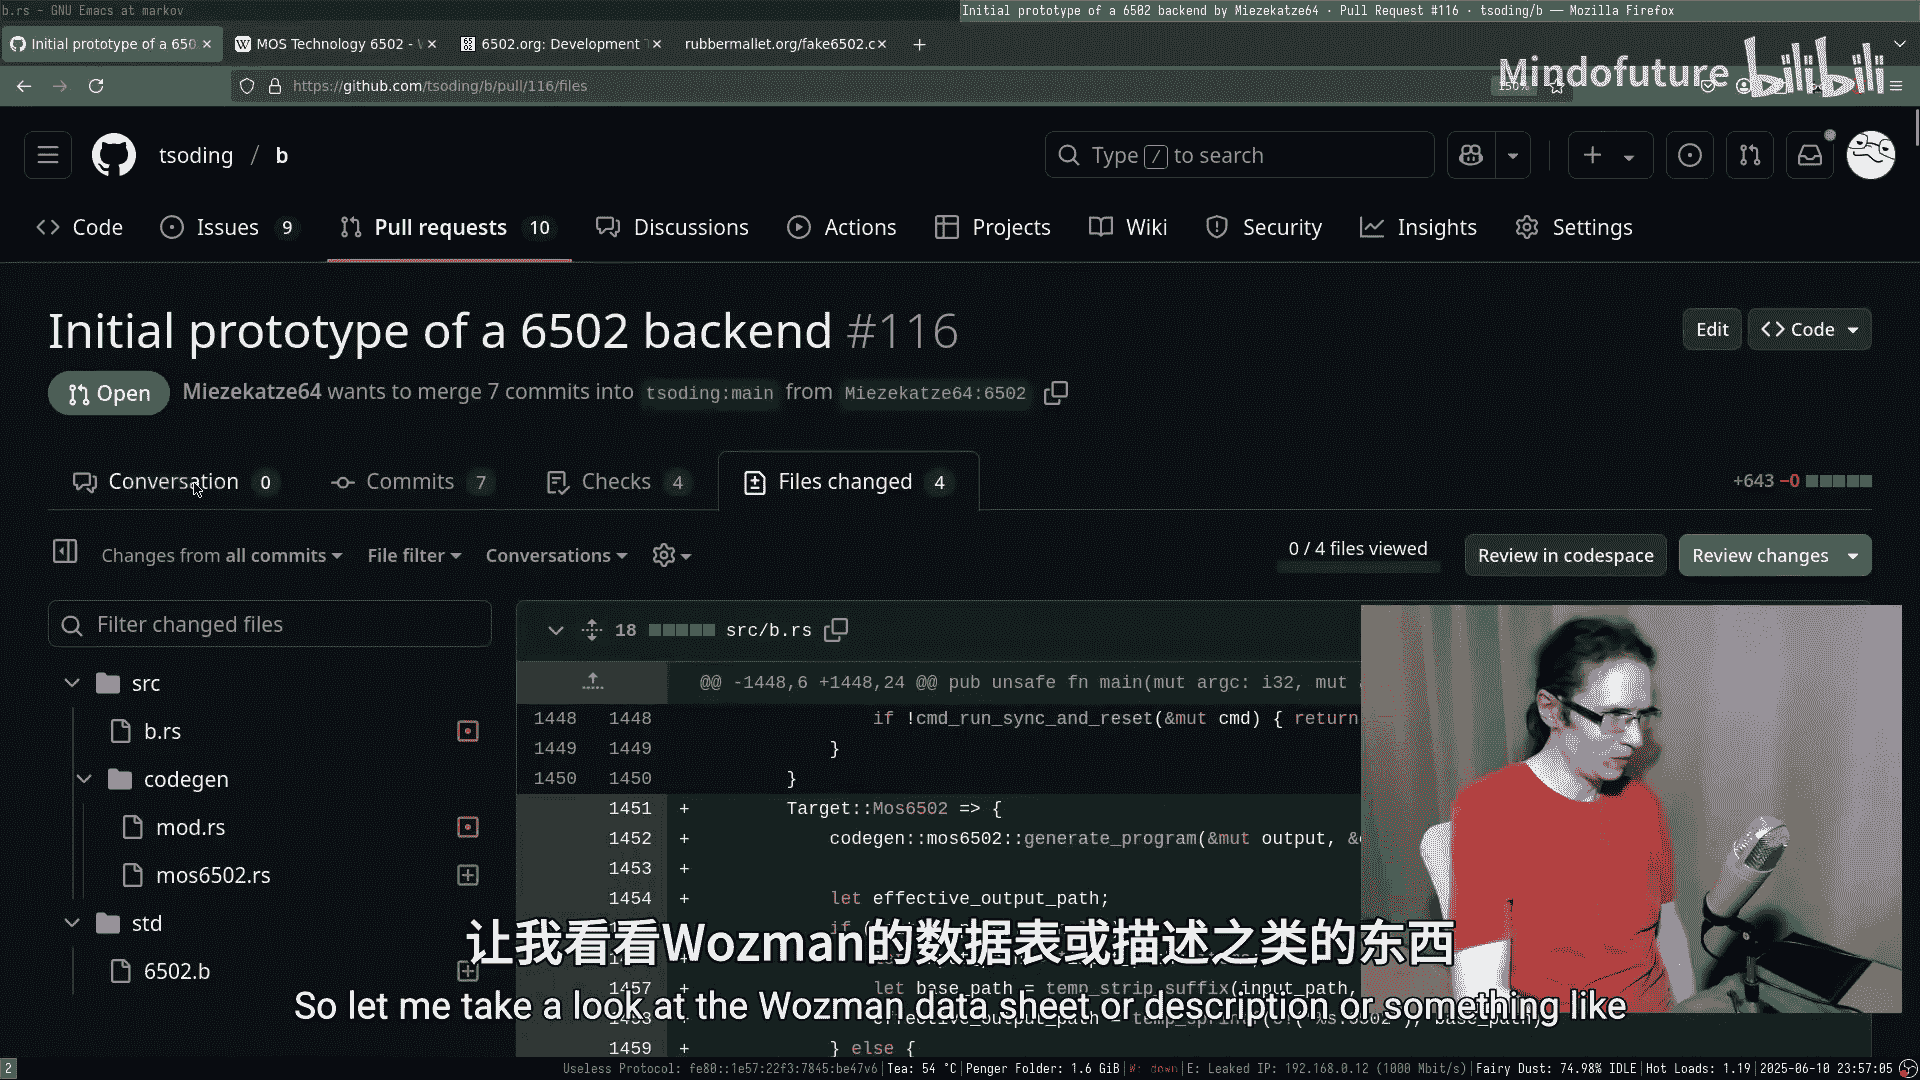 b.rs - GNU Emacs at markov
Initial prototype of a 6502 backend by Miezekatze64 · Pull Request #116 · tsoding/b — Mozilla Firefox
Initial prototype of a 650
MOS Technology 6502 -
6502.org: Development
rubbermallet.org/fake6502.c
https://github.com/tsoding/b/pull/116/files
150%
Mindofuture bilibili
tsoding / b
Type / to search
Code
Issues 9
Pull requests 10
Discussions
Actions
Projects
Wiki
Security
Insights
Settings
Initial prototype of a 6502 backend #116
Edit
Code
Open
Miezekatze64 wants to merge 7 commits into tsoding:main from Miezekatze64:6502
Conversation 0
Commits 7
Checks 4
Files changed 4
+643 −0
Changes from all commits
File filter
Conversations
0 / 4 files viewed
Review in codespace
Review changes
Filter changed files
src
b.rs
codegen
mod.rs
mos6502.rs
std
6502.b
18 src/b.rs
@@ -1448,6 +1448,24 @@ pub unsafe fn main(mut argc: i32, mut
1448 1448 if !cmd_run_sync_and_reset(&mut cmd) { return
1449 1449 }
1450 1450 }
1451 + Target::Mos6502 => {
1452 + codegen::mos6502::generate_program(&mut output, &
1453 +
1454 + let effective_output_path;
1457 let base_path = temp_strip_suffix(input_path,
1459 + } else {
让我看看Wozman的数据表或描述之类的东西
So let me take a look at the Wozman data sheet or description or something like
2
Useless Protocol: fe80::1e57:22f3:7845:be47v6 | Tea: 54 °C | Penger Folder: 1.6 GiB | W: down | E: Leaked IP: 192.168.0.12 (1000 Mbit/s) | Fairy Dust: 74.98% IDLE | Hot Loads: 1.19 | 2025-06-10 23:57:05